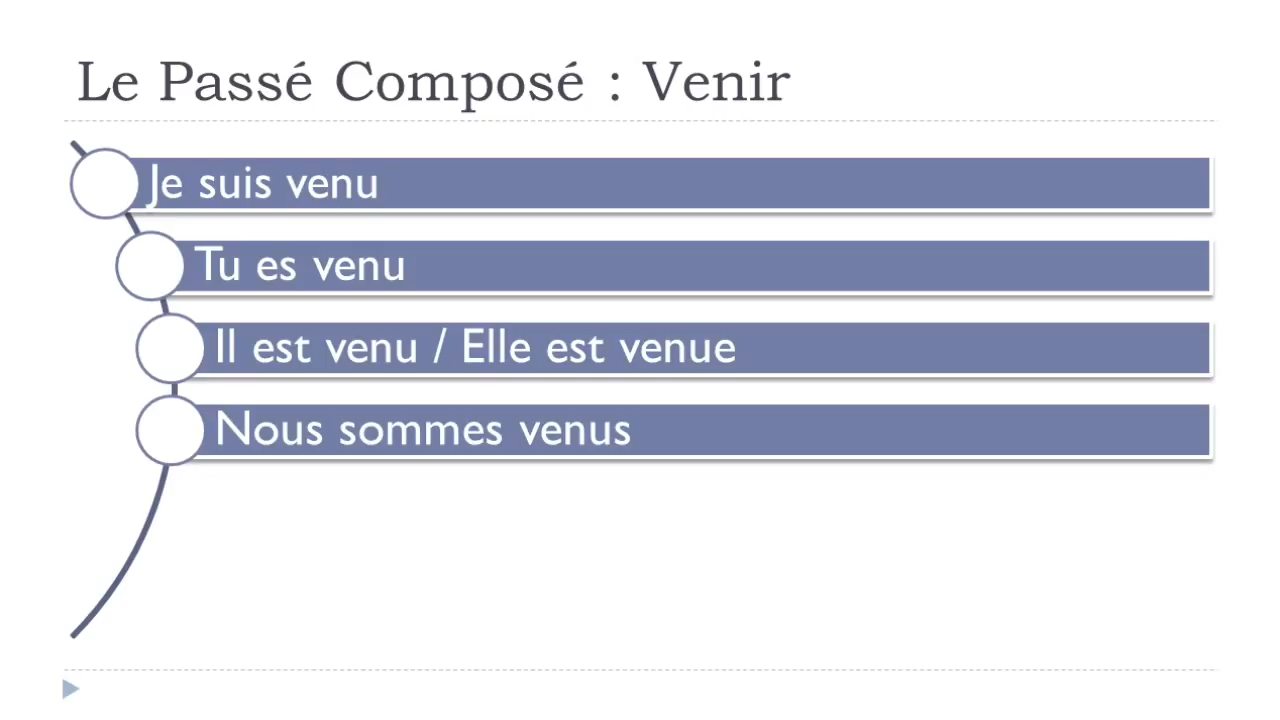 Le Passé Composé : Venir
Je suis venu
Tu es venu
Il est venu / Elle est venue
Nous sommes venus